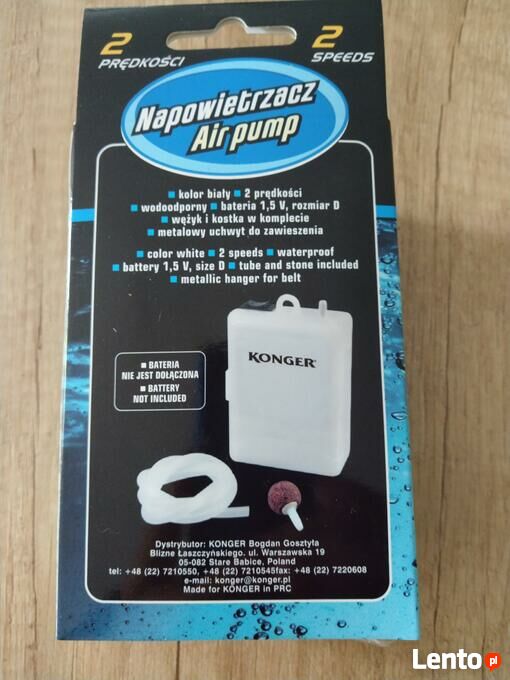 2
PRĘDKOŚCI
2
SPEEDS
Napowietrzacz
Air pump
■ kolor biały ■ 2 prędkości
■ wodoodporny ■ bateria 1,5 V, rozmiar D
■ wężyk i kostka w komplecie
■ metalowy uchwyt do zawieszenia
■ color white ■ 2 speeds ■ waterproof
■ battery 1,5 V, size D ■ tube and stone included
■ metallic hanger for belt
■ BATERIA
NIE JEST DOŁĄCZONA
■ BATTERY
NOT INCLUDED
KONGER®
Dystrybutor: KONGER Bogdan Gosztyła
Blizne Łaszczyńskiego. ul. Warszawska 19
05-082 Stare Babice, Poland
tel: +48 (22) 7210550, +48 (22) 7210545fax: +48 (22) 7220608
e-mail: konger@konger.pl
Made for KONGER in PRC
Lento pl